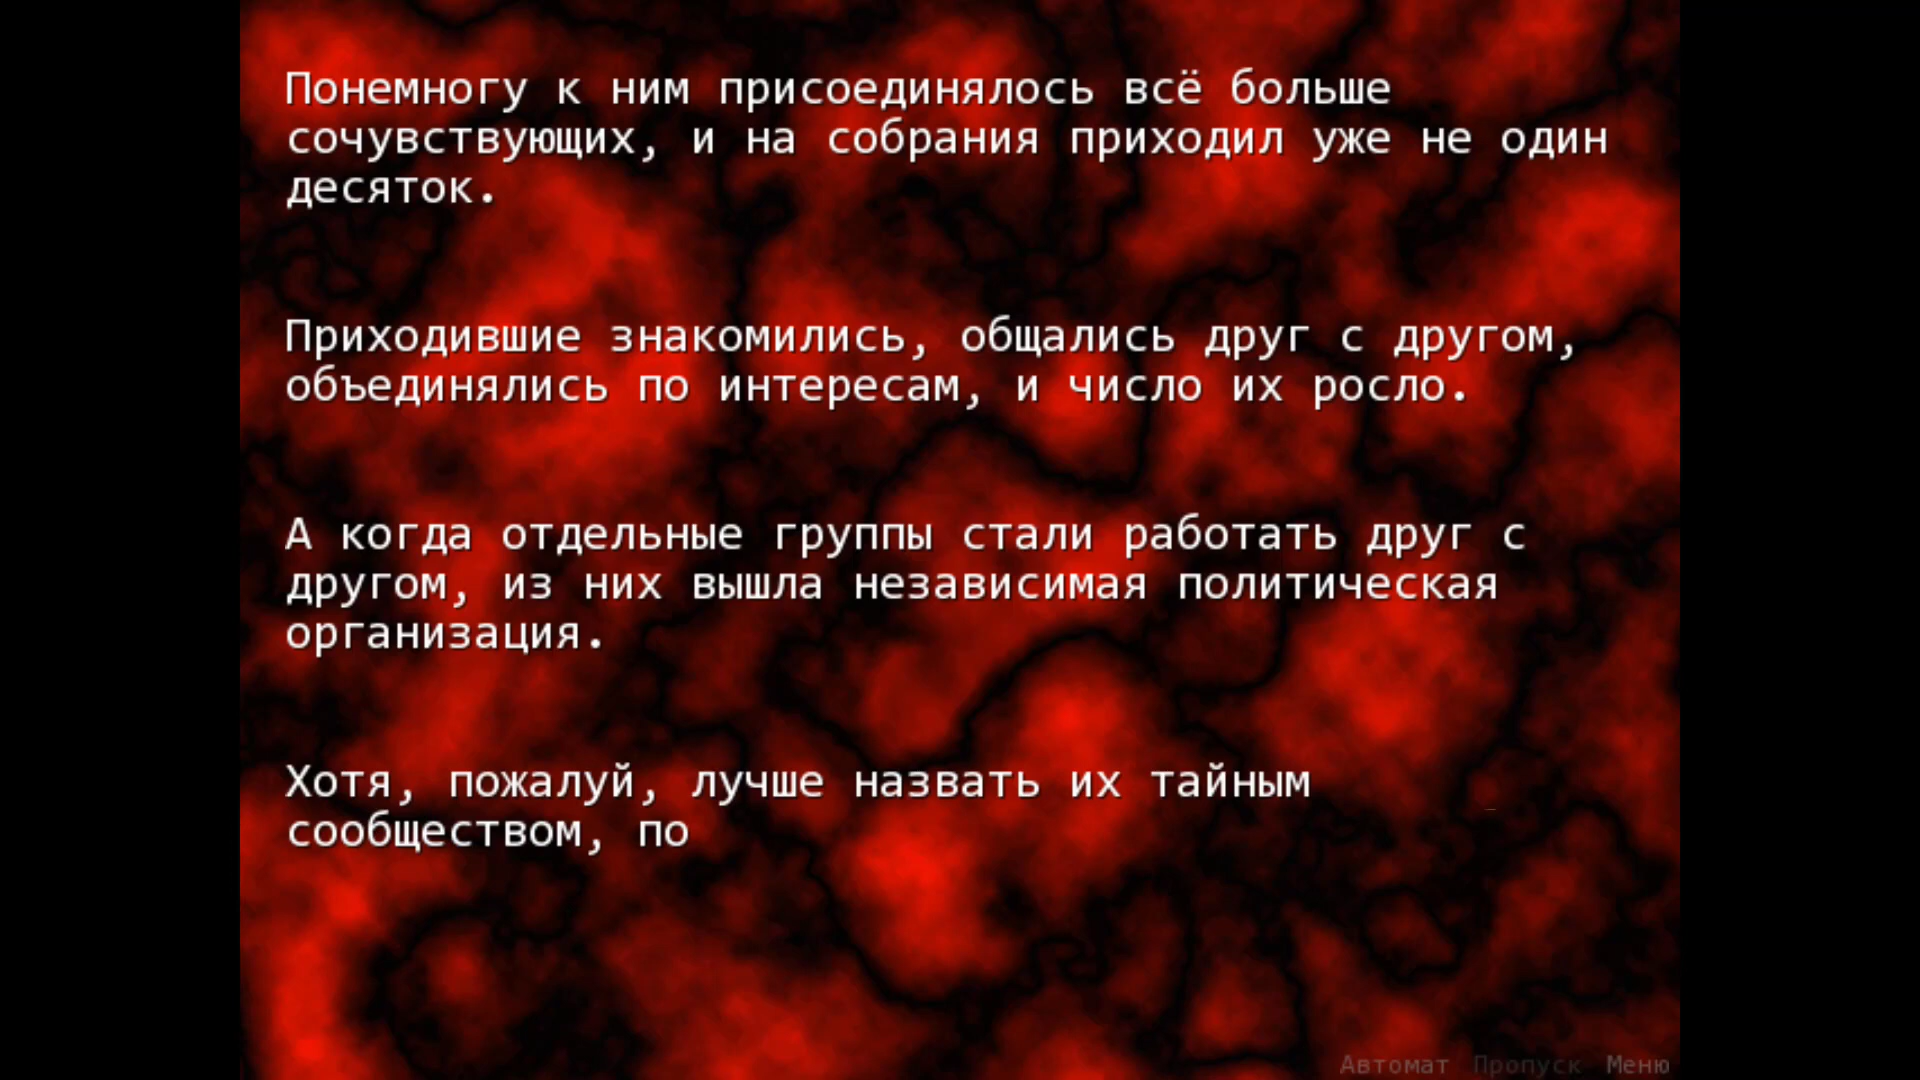 Понемногу к ним присоединялось всё больше
сочувствующих, и на собрания приходил уже не один
десяток.
Приходившие знакомились, общались друг с другом,
объединялись по интересам, и число их росло.
А когда отдельные группы стали работать друг с
другом, из них вышла независимая политическая
организация.
Хотя, пожалуй, лучше назвать их тайным
сообществом, по
Автомат Пропуск Меню